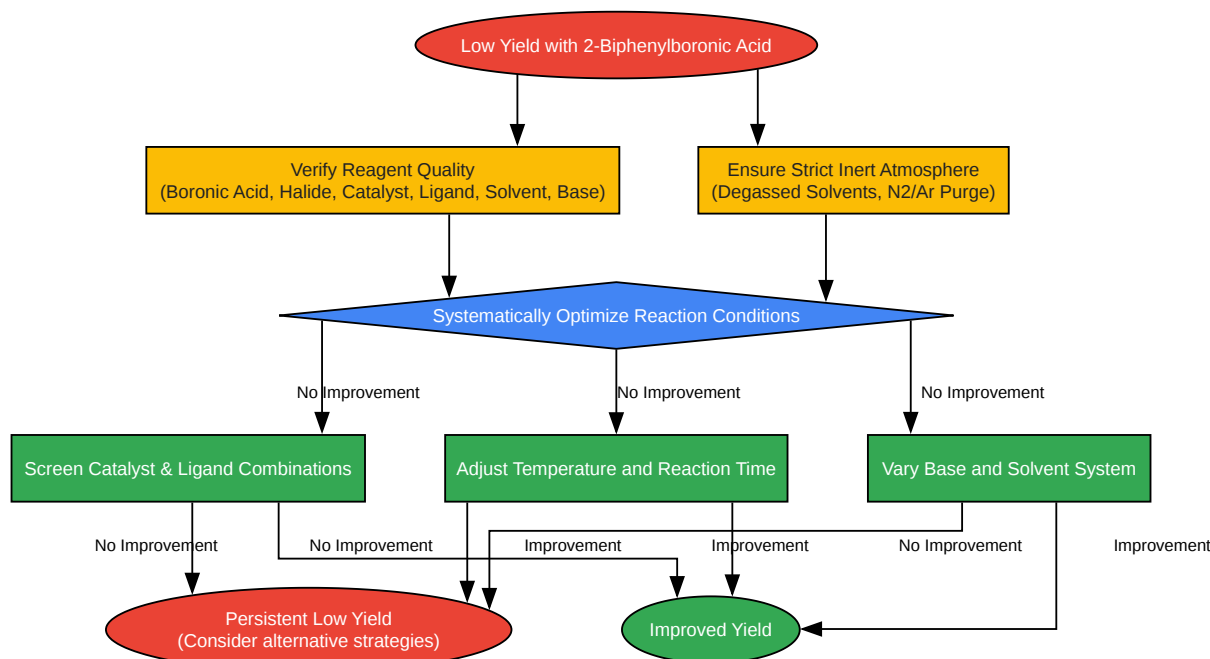 Low Yield with 2-Biphenylboronic Acid
Verify Reagent Quality
(Boronic Acid, Halide, Catalyst, Ligand, Solvent, Base)
Ensure Strict Inert Atmosphere
(Degassed Solvents, N2/Ar Purge)
Systematically Optimize Reaction Conditions
No Improvement
No Improvement
No Improvement
Screen Catalyst & Ligand Combinations
Adjust Temperature and Reaction Time
Vary Base and Solvent System
No Improvement
No Improvement
Improvement
Improvement
No Improvement
Improvement
Persistent Low Yield
(Consider alternative strategies)
Improved Yield